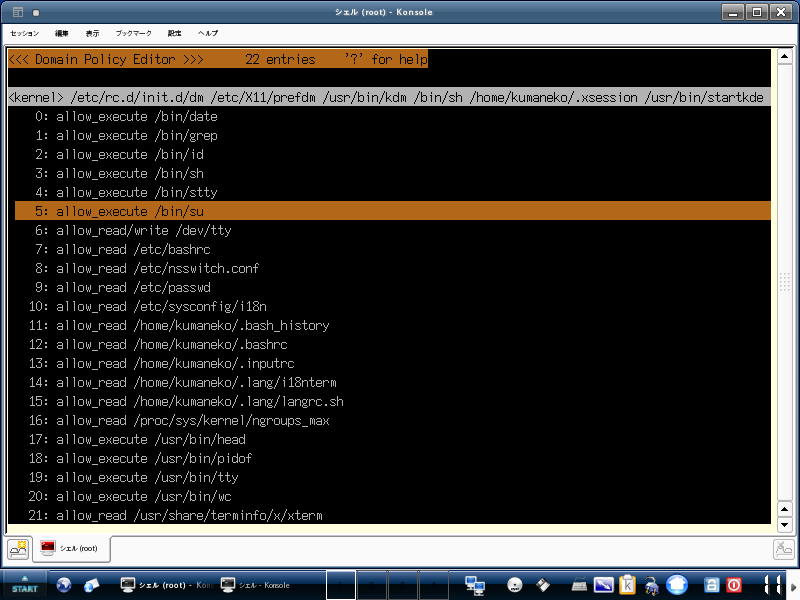 シェル (root) - Konsole
セッション 編集 表示 ブックマーク 設定 ヘルプ
<<< Domain Policy Editor >>> 22 entries '?' for help
<kernel> /etc/rc.d/init.d/dm /etc/X11/prefdm /usr/bin/kdm /bin/sh /home/kumaneko/.xsession /usr/bin/startkde
0: allow_execute /bin/date
1: allow_execute /bin/grep
2: allow_execute /bin/id
3: allow_execute /bin/sh
4: allow_execute /bin/stty
5: allow_execute /bin/su
6: allow_read/write /dev/tty
7: allow_read /etc/bashrc
8: allow_read /etc/nsswitch.conf
9: allow_read /etc/passwd
10: allow_read /etc/sysconfig/i18n
11: allow_read /home/kumaneko/.bash_history
12: allow_read /home/kumaneko/.bashrc
13: allow_read /home/kumaneko/.inputrc
14: allow_read /home/kumaneko/.lang/i18nterm
15: allow_read /home/kumaneko/.lang/langrc.sh
16: allow_read /proc/sys/kernel/ngroups_max
17: allow_execute /usr/bin/head
18: allow_execute /usr/bin/pidof
19: allow_execute /usr/bin/tty
20: allow_execute /usr/bin/wc
21: allow_read /usr/share/terminfo/x/xterm
シェル (root)
START シェル (root) - Kon シェル - Konsole